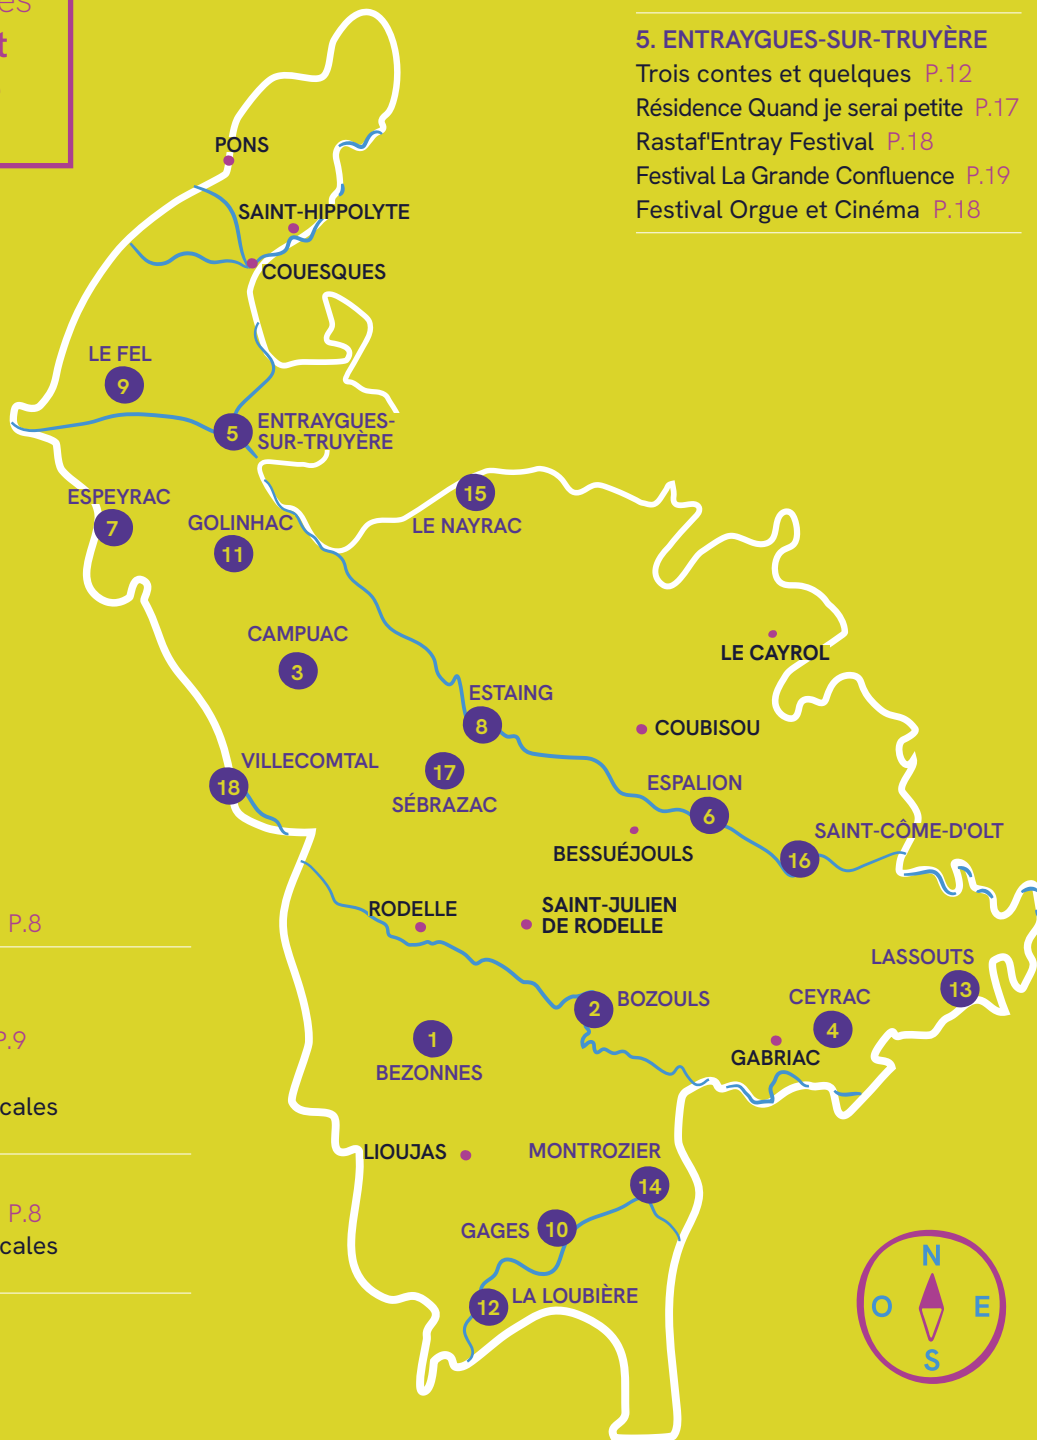 es
t
5. ENTRAYGUES-SUR-TRUYÈRE
Trois contes et quelques P.12
Résidence Quand je serai petite P.17
Rastaf'Entray Festival P.18
Festival La Grande Confluence P.19
Festival Orgue et Cinéma P.18
PONS
SAINT-HIPPOLYTE
COUESQUES
LE FEL
9
5
ENTRAYGUES-
SUR-TRUYÈRE
ESPEYRAC
7
GOLINHAC
11
15
LE NAYRAC
CAMPUAC
3
LE CAYROL
ESTAING
8
COUBISOU
VILLECOMTAL
18
17
SÉBRAZAC
ESPALION
6
SAINT-CÔME-D'OLT
16
BESSUÉJOULS
RODELLE
SAINT-JULIEN
DE RODELLE
P.8
LASSOUTS
13
CEYRAC
4
BOZOULS
2
GABRIAC
1
BEZONNES
P.9
cales
LIOUJAS
MONTROZIER
14
GAGES
10
P.8
cales
12
LA LOUBIÈRE
N
O
E
S